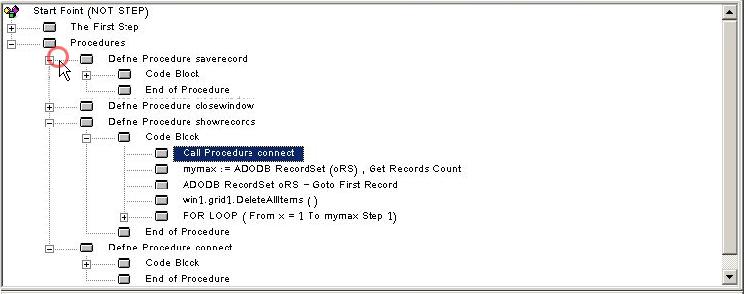 Start Point (NOT STEP)
The First Step
Procedures
Define Procedure saverecord
Code Block
End of Procedure
Define Procedure closewindow
Define Procedure showrecords
Code Block
Call Procedure connect
mymax := ADODB RecordSet (oRS) , Get Records Count
ADODB RecordSet oRS - Goto First Record
win1.grid1.DeleteAllItems ( )
FOR LOOP ( From x = 1 To mymax Step 1)
End of Procedure
Define Procedure connect
Code Block
End of Procedure